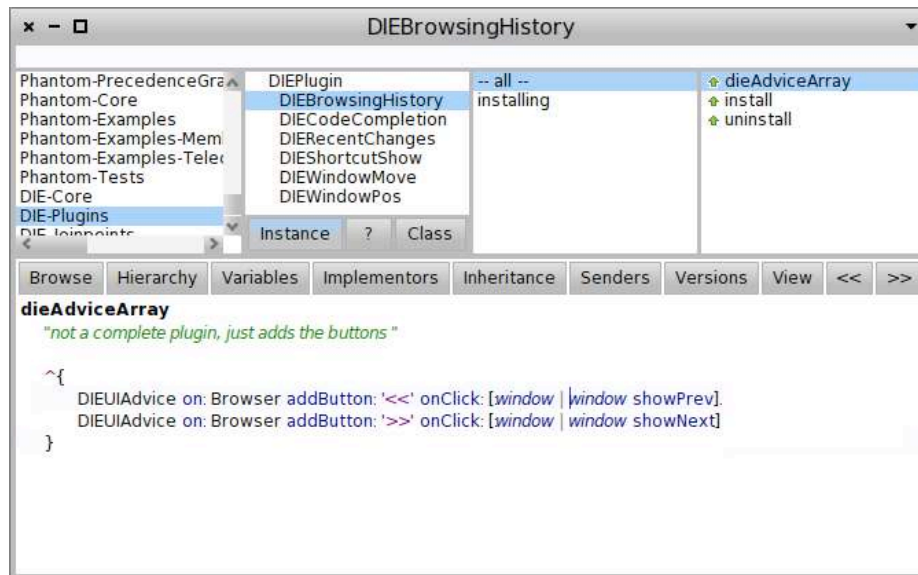 DIEBrowsingHistory
Phantom-PrecedenceGra
Phantom-Core
Phantom-Examples
Phantom-Examples-Mem
Phantom-Examples-Telec
Phantom-Tests
DIE-Core
DIE-Plugins
DIE-Joinpoints
DIEPlugin
DIEBrowsingHistory
DIECodeCompletion
DIERecentChanges
DIEShortcutShow
DIEWindowMove
DIEWindowPos
Instance ? Class
-- all --
installing
dieAdviceArray
install
uninstall
Browse Hierarchy Variables Implementors Inheritance Senders Versions View << >>
dieAdviceArray
"not a complete plugin, just adds the buttons "
^{
DIEUIAdvice on: Browser addButton: '<<' onClick: [window | window showPrev].
DIEUIAdvice on: Browser addButton: '>>' onClick: [window | window showNext]
}